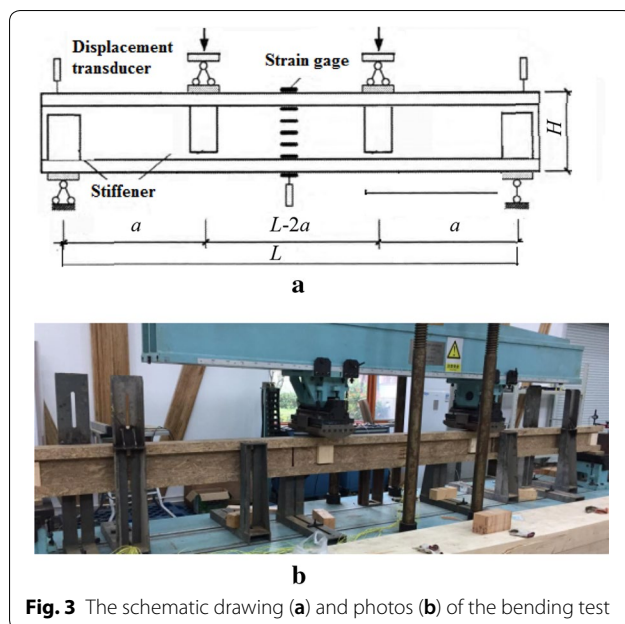 Displacement
transducer
Strain gage
H
Stiffener
a
L-2a
a
L
a
b
Fig. 3 The schematic drawing (a) and photos (b) of the bending test